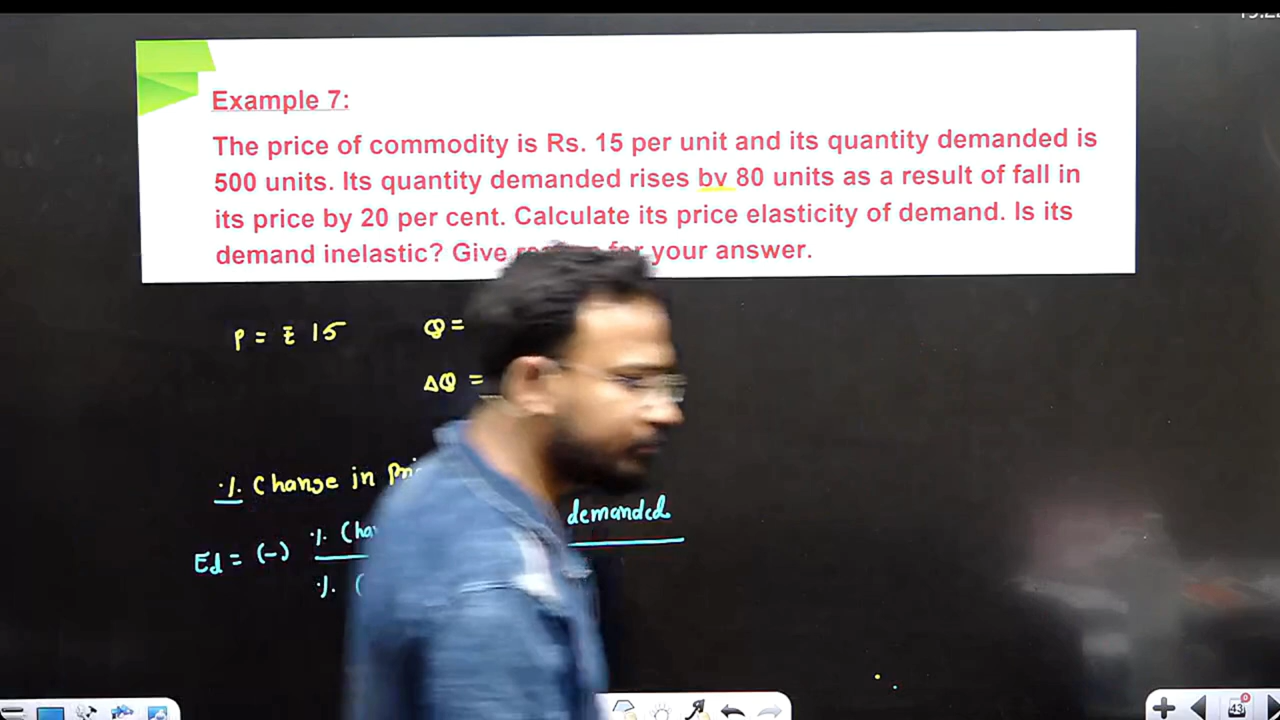 Example 7:
The price of commodity is Rs. 15 per unit and its quantity demanded is
500 units. Its quantity demanded rises by 80 units as a result of fall in
its price by 20 per cent. Calculate its price elasticity of demand. Is its
demand inelastic? Give for your answer.
P = ₹ 15 Q =
ΔQ =
·/. Change in
demanded
Ed = (-) ·/.
·/. (
43